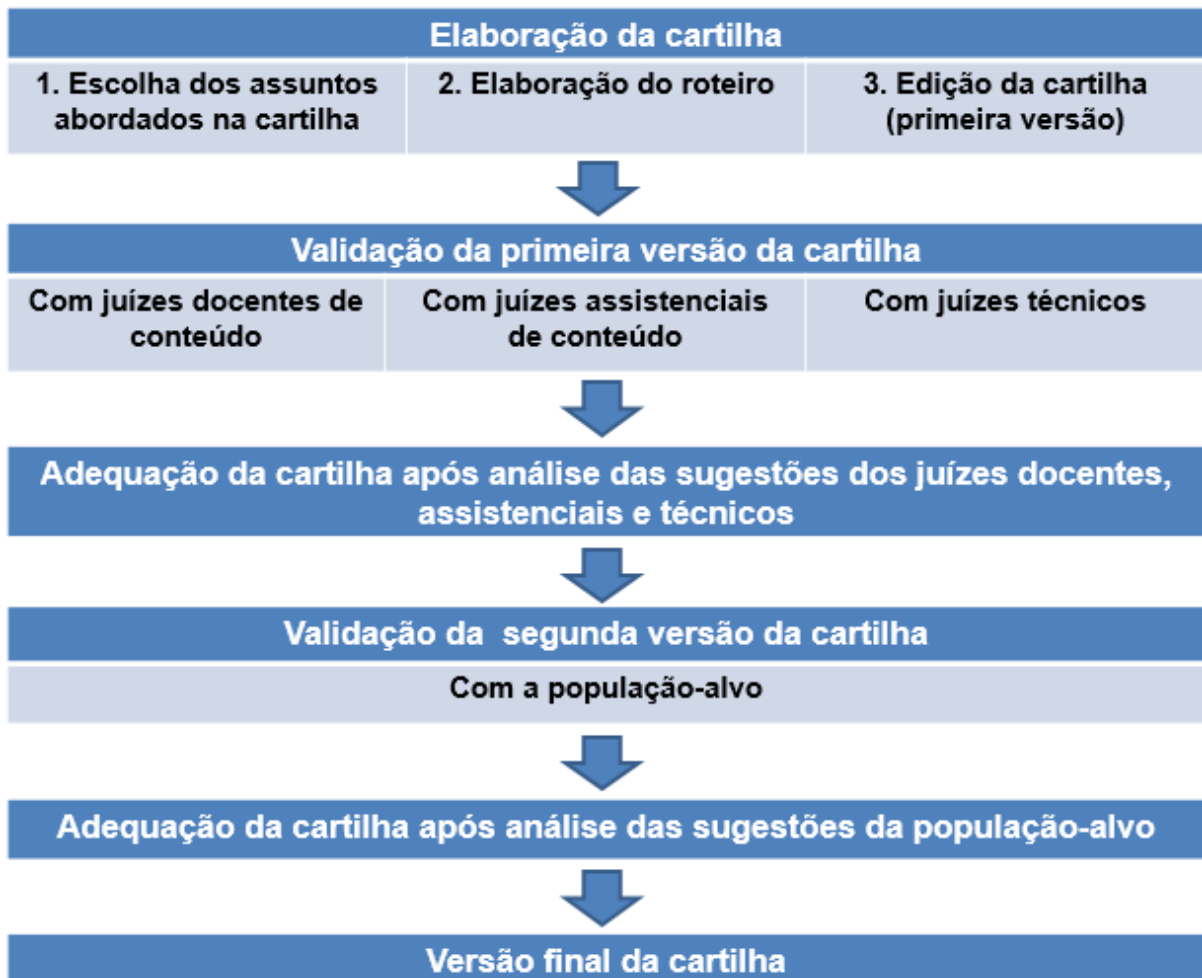 Elaboração da cartilha
1. Escolha dos assuntos
abordados na cartilha
2. Elaboração do roteiro
3. Edição da cartilha
(primeira versão)
Validação da primeira versão da cartilha
Com juízes docentes de
conteúdo
Com juízes assistenciais
de conteúdo
Com juízes técnicos
Adequação da cartilha após análise das sugestões dos juízes docentes,
assistenciais e técnicos
Validação da segunda versão da cartilha
Com a população-alvo
Adequação da cartilha após análise das sugestões da população-alvo
Versão final da cartilha